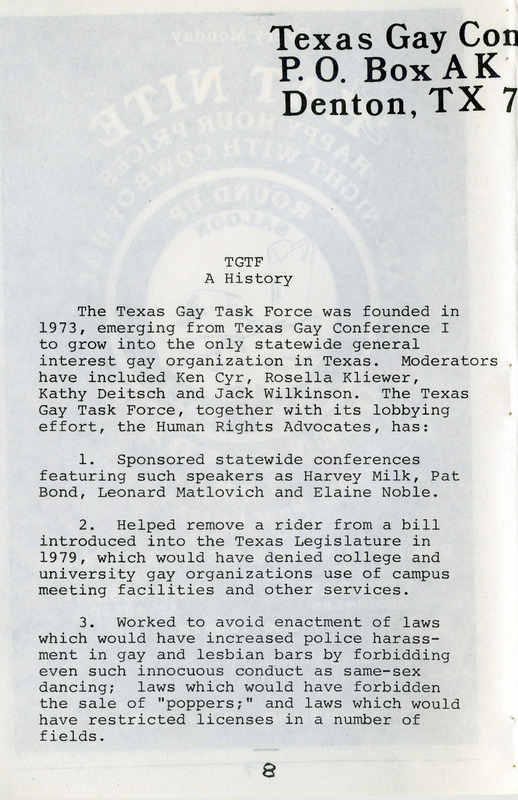 Texas Gay Con
P. O. Box AK
Denton, TX 7
TGTF
A History
The Texas Gay Task Force was founded in
1973, emerging from Texas Gay Conference I
to grow into the only statewide general
interest gay organization in Texas. Moderators
have included Ken Cyr, Rosella Kliewer,
Kathy Deitsch and Jack Wilkinson. The Texas
Gay Task Force, together with its lobbying
effort, the Human Rights Advocates, has:
1. Sponsored statewide conferences
featuring such speakers as Harvey Milk, Pat
Bond, Leonard Matlovich and Elaine Noble.
2. Helped remove a rider from a bill
introduced into the Texas Legislature in
1979, which would have denied college and
university gay organizations use of campus
meeting facilities and other services.
3. Worked to avoid enactment of laws
which would have increased police harass-
ment in gay and lesbian bars by forbidding
even such innocuous conduct as same-sex
dancing; laws which would have forbidden
the sale of "poppers;" and laws which would
have restricted licenses in a number of
fields.
8